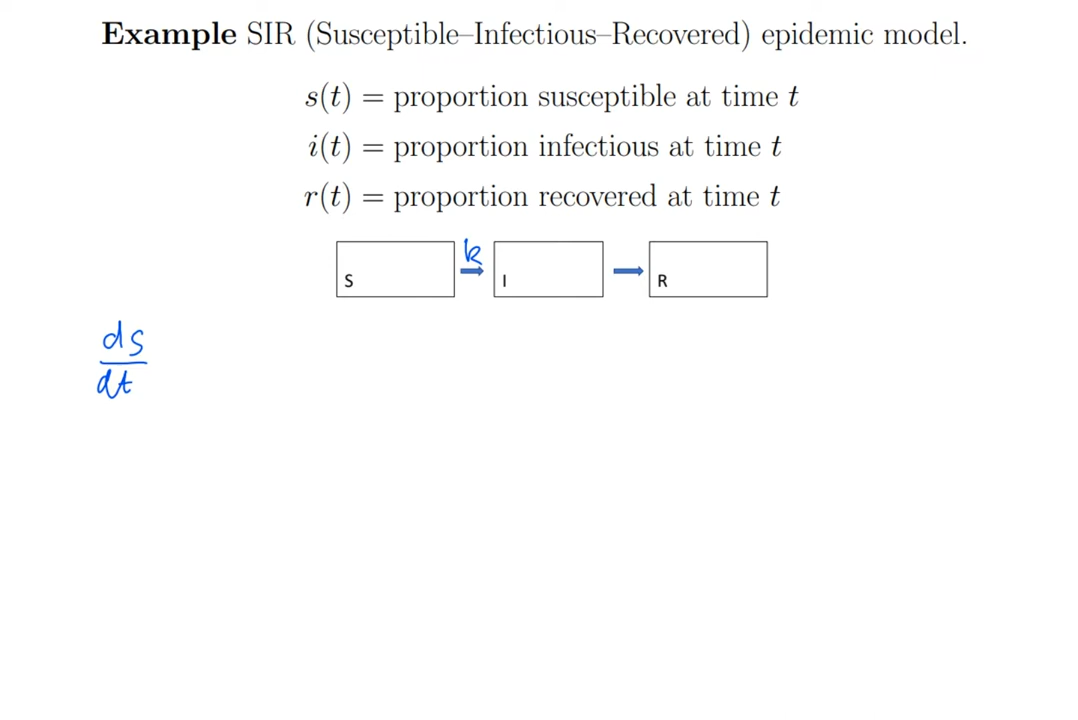 Example SIR (Susceptible–Infectious–Recovered) epidemic model.
s(t) = proportion susceptible at time t
i(t) = proportion infectious at time t
r(t) = proportion recovered at time t
k
S I R
ds
dt